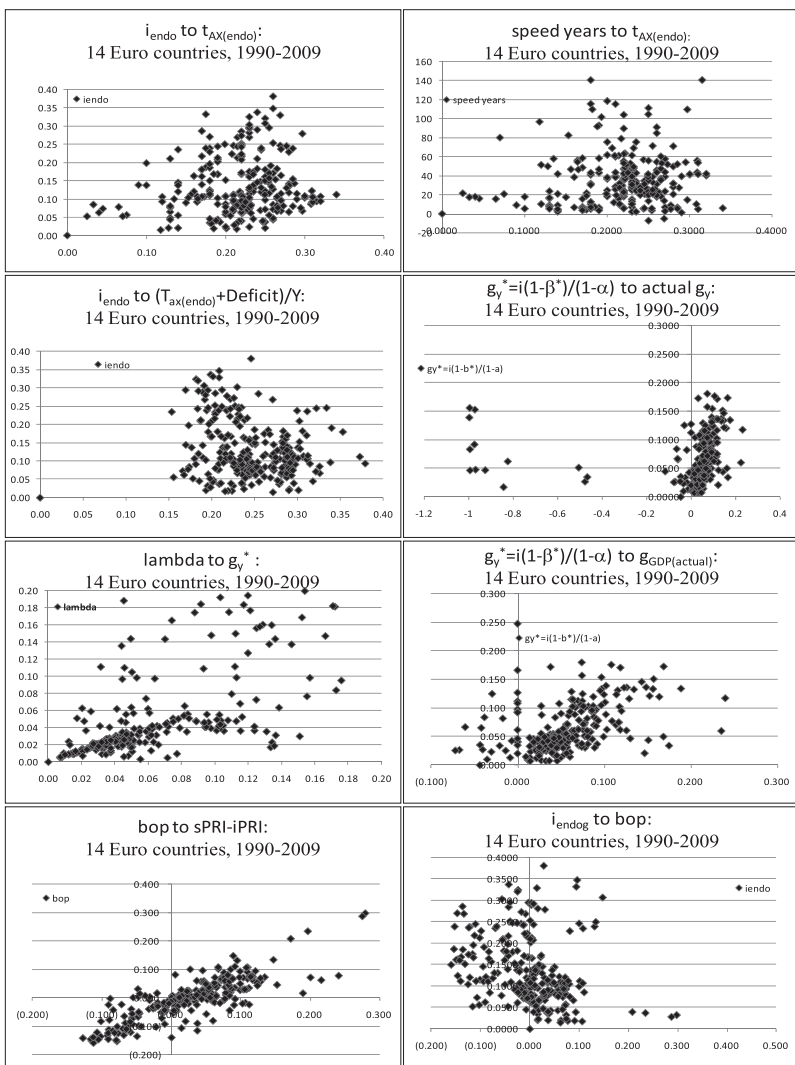 i_endo to t_AX(endo):
14 Euro countries, 1990-2009
0.40
0.35
0.30
0.25
0.20
0.15
0.10
0.05
0.00
iendo
0.00 0.10 0.20 0.30 0.40
speed years to t_AX(endo):
14 Euro countries, 1990-2009
160
140
120
100
80
60
40
20
0
-20
speed years
0.0000 0.1000 0.2000 0.3000 0.4000
i_endo to (T_ax(endo)+Deficit)/Y:
14 Euro countries, 1990-2009
0.40
0.35
0.30
0.25
0.20
0.15
0.10
0.05
0.00
iendo
0.00 0.05 0.10 0.15 0.20 0.25 0.30 0.35 0.40
g_y*=i(1-β*)/(1-α) to actual g_y:
14 Euro countries, 1990-2009
0.3000
0.2500
0.2000
0.1500
0.1000
0.0500
0.0000
gy*=i(1-b*)/(1-a)
-1.2 -1 -0.8 -0.6 -0.4 -0.2 0 0.2 0.4
lambda to g_y* :
14 Euro countries, 1990-2009
0.20
0.18
0.16
0.14
0.12
0.10
0.08
0.06
0.04
0.02
0.00
lambda
0.00 0.02 0.04 0.06 0.08 0.10 0.12 0.14 0.16 0.18 0.20
g_y*=i(1-β*)/(1-α) to g_GDP(actual):
14 Euro countries, 1990-2009
0.300
0.250
0.200
0.150
0.100
0.050
0.000
gy*=i(1-b*)/(1-a)
(0.100) 0.000 0.100 0.200 0.300
bop to sPRI-iPRI:
14 Euro countries, 1990-2009
0.400
0.300
0.200
0.100
0.000
(0.100)
(0.200)
bop
(0.200) (0.100) 0.000 0.100 0.200 0.300
i_endog to bop:
14 Euro countries, 1990-2009
0.4000
0.3500
0.3000
0.2500
0.2000
0.1500
0.1000
0.0500
0.0000
iendo
(0.200) (0.100) 0.000 0.100 0.200 0.300 0.400 0.500